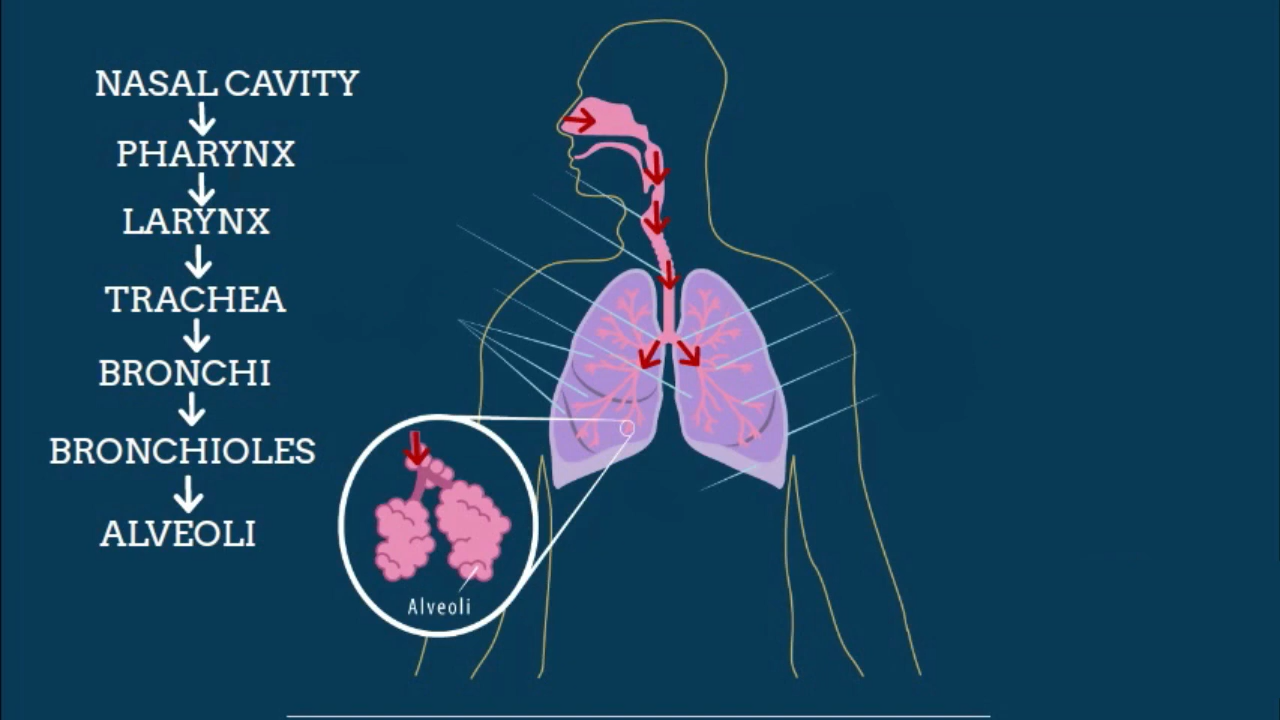 NASAL CAVITY
PHARYNX
LARYNX
TRACHEA
BRONCHI
BRONCHIOLES
ALVEOLI
Alveoli